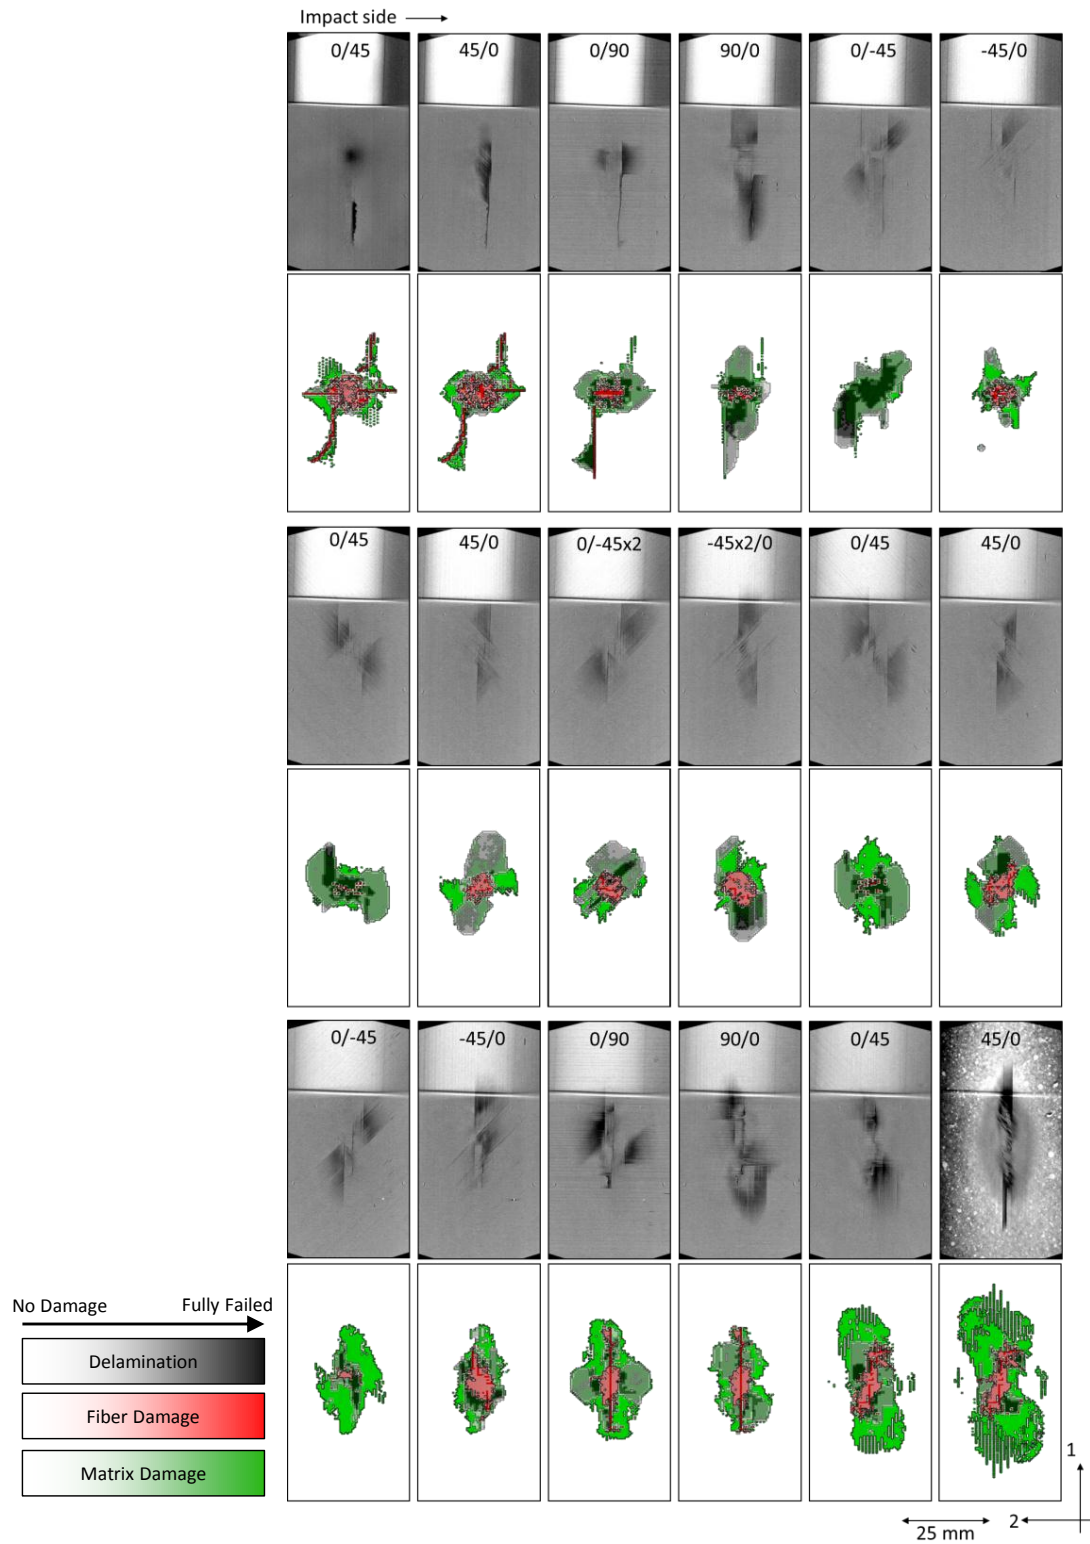 Impact side
0/45 45/0 0/90 90/0 0/-45 -45/0
0/45 45/0 0/-45x2 -45x2/0 0/45 45/0
0/-45 -45/0 0/90 90/0 0/45 45/0
No Damage Fully Failed
Delamination
Fiber Damage
Matrix Damage
1
2
25 mm